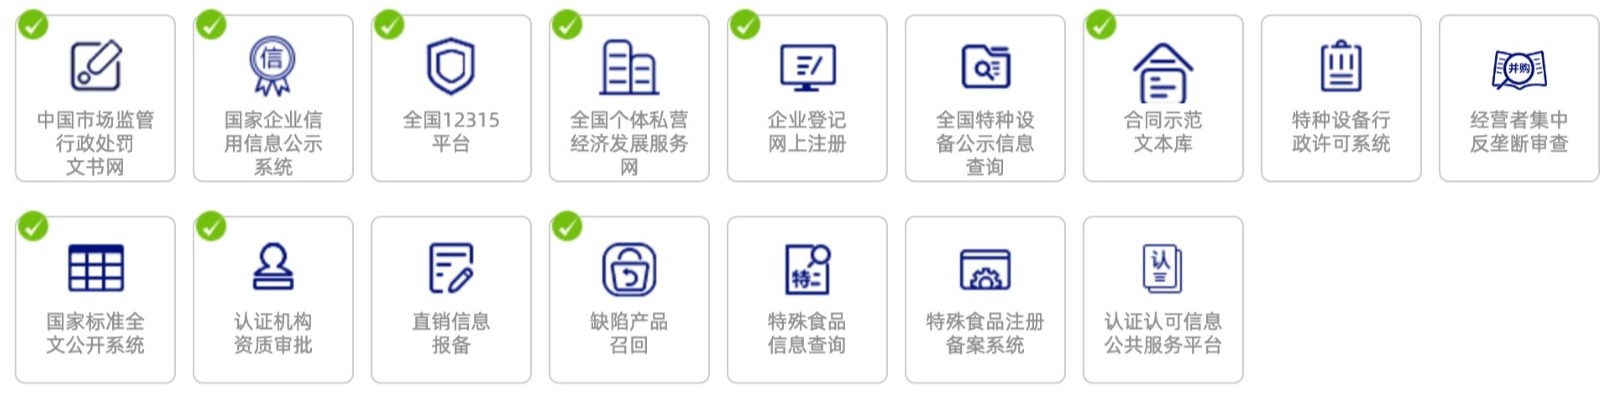 信
并购
中国市场监管
行政处罚
文书网
国家企业信
用信息公示
系统
全国12315
平台
全国个体私营
经济发展服务
网
企业登记
网上注册
全国特种设
备公示信息
查询
合同示范
文本库
特种设备行
政许可系统
经营者集中
反垄断审查
特二
认
国家标准全
文公开系统
认证机构
资质审批
直销信息
报备
缺陷产品
召回
特殊食品
信息查询
特殊食品注册
备案系统
认证认可信息
公共服务平台